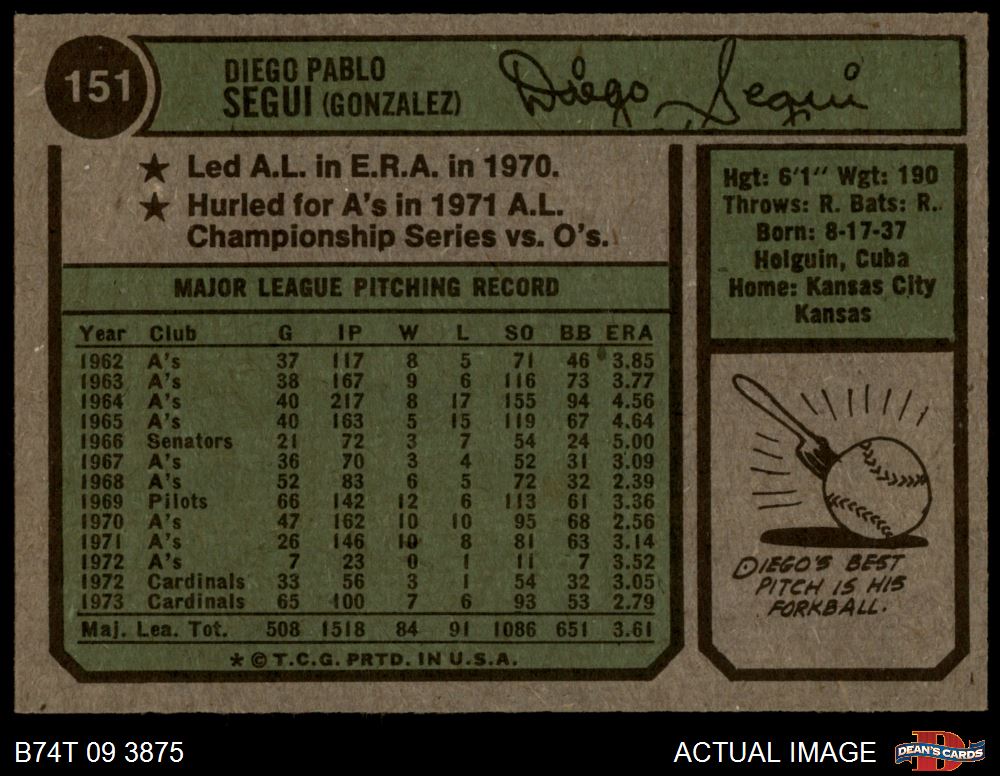 151
DIEGO PABLO
SEGUI (GONZALEZ)
Diego Segui
★ Led A.L. in E.R.A. in 1970.
★ Hurled for A's in 1971 A.L.
Championship Series vs. O's.
MAJOR LEAGUE PITCHING RECORD
Year Club G IP W L SO BB ERA
1962 A's 37 117 8 5 71 46 3.85
1963 A's 38 167 9 6 116 73 3.77
1964 A's 40 217 8 17 155 94 4.56
1965 A's 40 163 5 15 119 67 4.64
1966 Senators 21 72 3 7 54 24 5.00
1967 A's 36 70 3 4 52 31 3.09
1968 A's 52 83 6 5 72 32 2.39
1969 Pilots 66 142 12 6 113 61 3.36
1970 A's 47 162 10 10 95 68 2.56
1971 A's 26 146 10 8 81 63 3.14
1972 A's 7 23 0 1 11 7 3.52
1972 Cardinals 33 56 3 1 54 32 3.05
1973 Cardinals 65 100 7 6 93 53 2.79
Maj. Lea. Tot. 508 1518 84 91 1086 651 3.61
★ © T.C.G. PRTD. IN U.S.A.
Hgt: 6'1" Wgt: 190
Throws: R. Bats: R.
Born: 8-17-37
Holguin, Cuba
Home: Kansas City
Kansas
DIEGO'S BEST
PITCH IS HIS
FORKBALL.
B74T 09 3875
ACTUAL IMAGE
DEAN'S CARDS